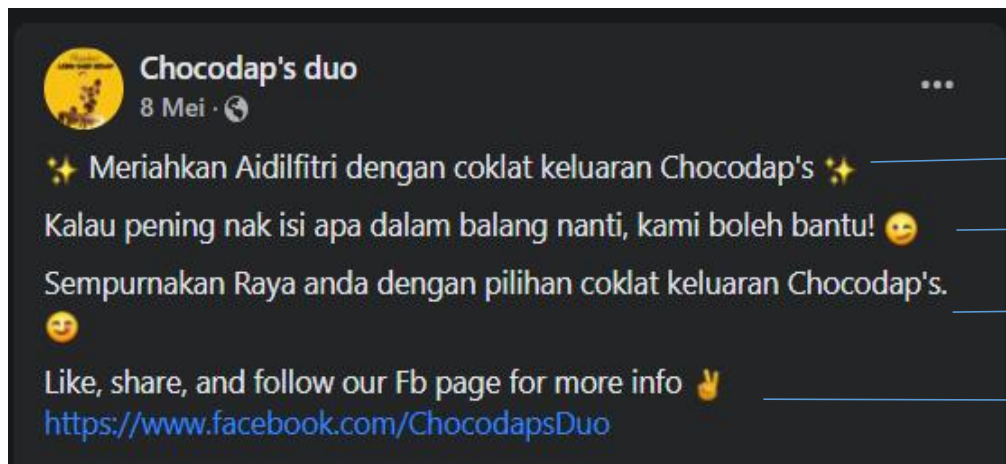 Chocodap's duo
8 Mei ·
✨ Meriahkan Aidilfitri dengan coklat keluaran Chocodap's ✨
Kalau pening nak isi apa dalam balang nanti, kami boleh bantu! 😉
Sempurnakan Raya anda dengan pilihan coklat keluaran Chocodap's.
😋
Like, share, and follow our Fb page for more info ✌
https://www.facebook.com/ChocodapsDuo